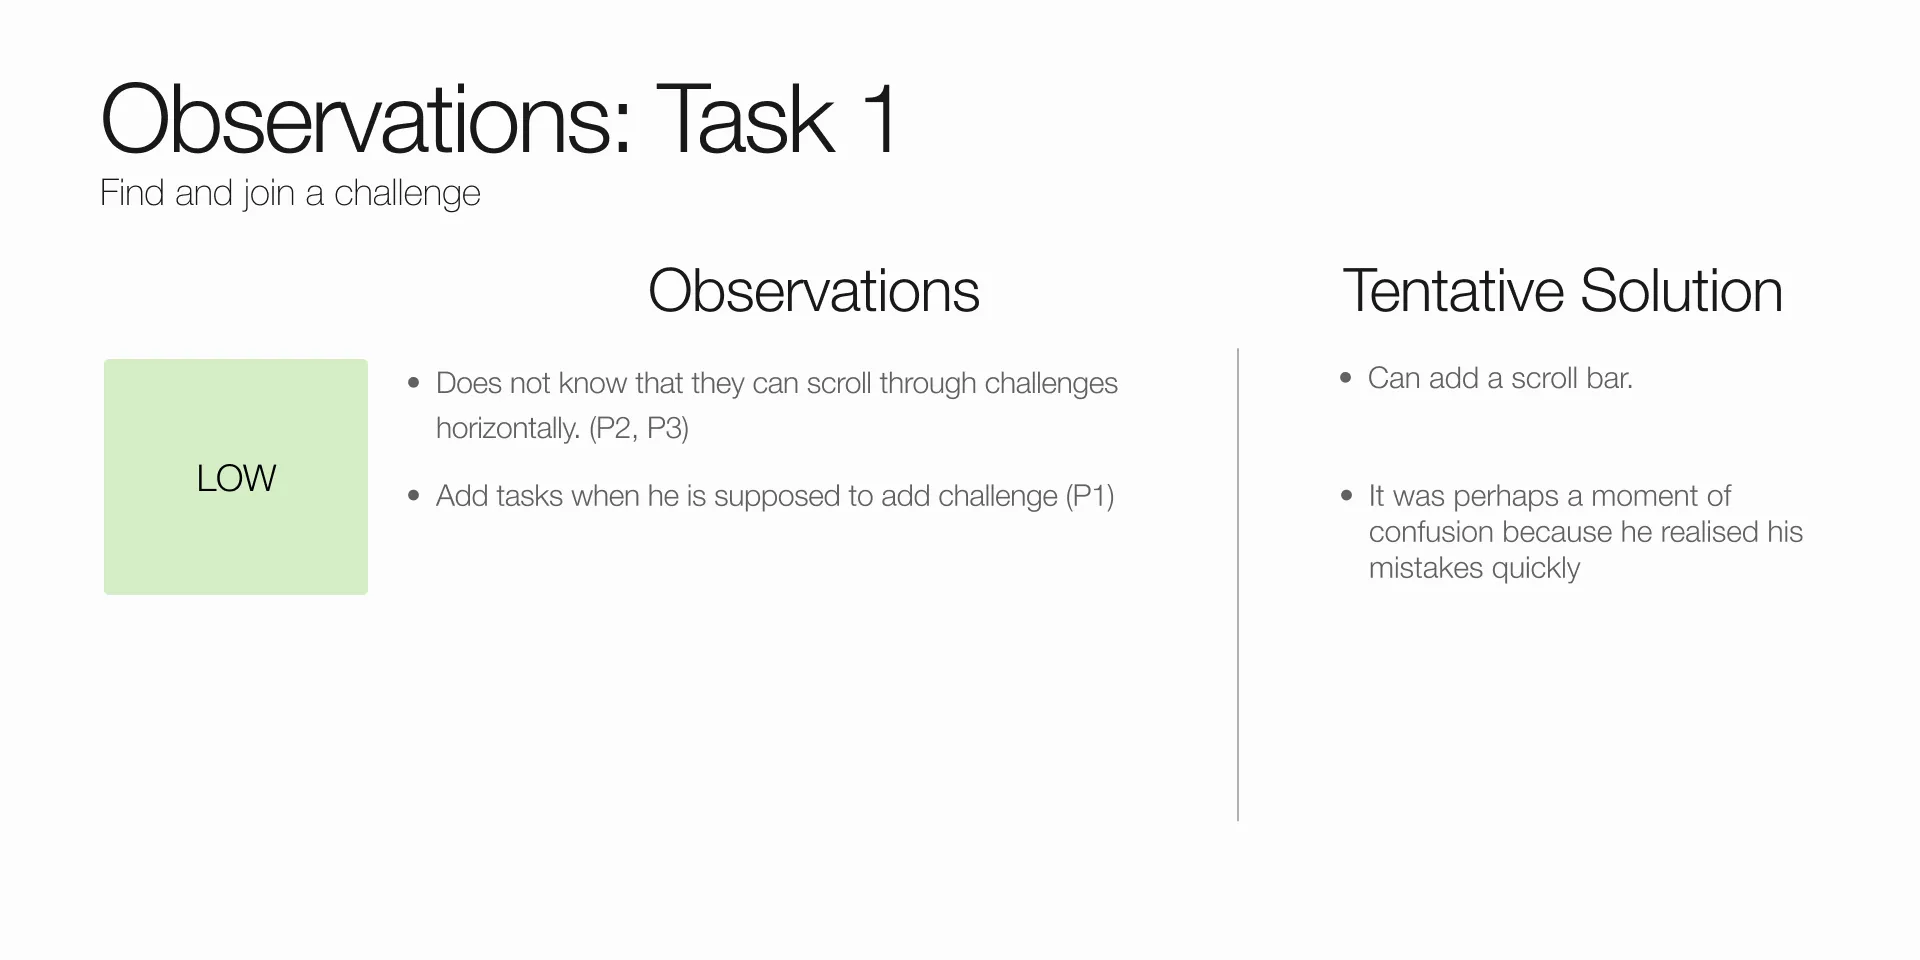 Observations: Task 1
Find and join a challenge
Observations
Tentative Solution
LOW
• Does not know that they can scroll through challenges
horizontally. (P2, P3)
• Add tasks when he is supposed to add challenge (P1)
• Can add a scroll bar.
• It was perhaps a moment of
confusion because he realised his
mistakes quickly